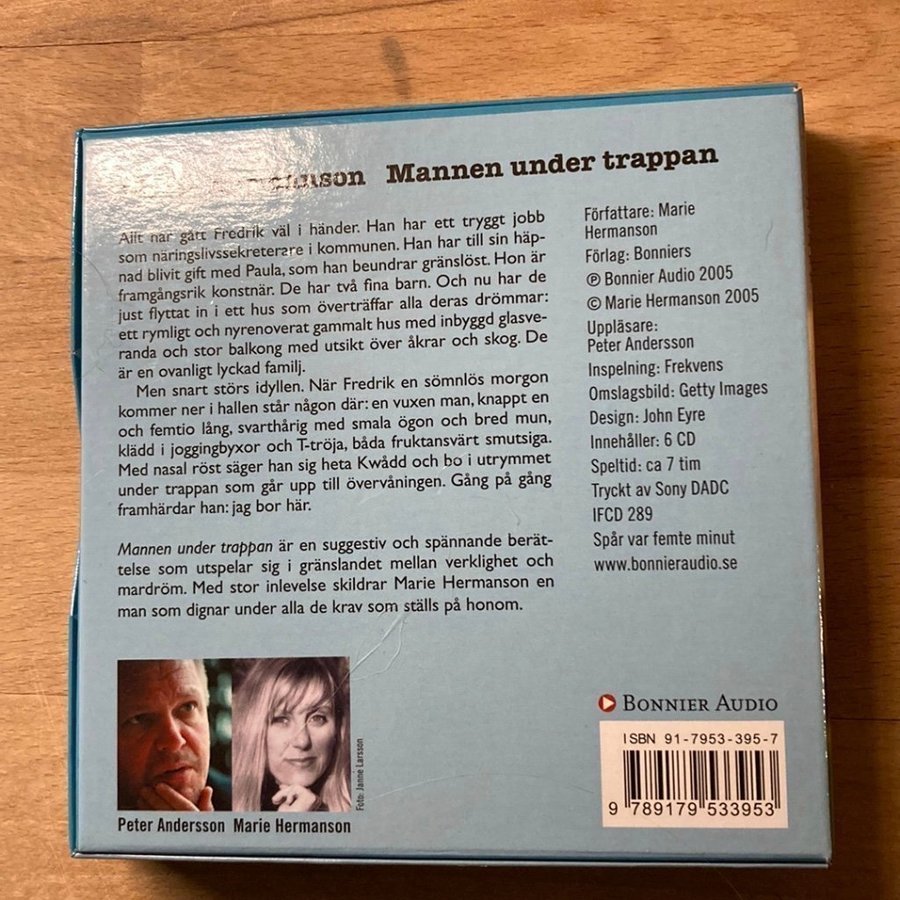 Mannen under trappan
Allt har gått Fredrik väl i händer. Han har ett tryggt jobb
som näringslivssekreterare i kommunen. Han har till sin häp-
nad blivit gift med Paula, som han beundrar gränslöst. Hon är
framgångsrik konstnär. De har två fina barn. Och nu har de
just flyttat in i ett hus som överträffar alla deras drömmar:
ett rymligt och nyrenoverat gammalt hus med inbyggd glasve-
randa och stor balkong med utsikt över åkrar och skog. De
är en ovanligt lyckad familj.
Men snart störs idyllen. När Fredrik en sömnlös morgon
kommer ner i hallen står någon där: en vuxen man, knappt en
och femtio lång, svarthårig med smala ögon och bred mun,
klädd i joggingbyxor och T-tröja, båda fruktansvärt smutsiga.
Med nasal röst säger han sig heta Kwådd och bo i utrymmet
under trappan som går upp till övervåningen. Gång på gång
framhärdar han: jag bor här.
Mannen under trappan är en suggestiv och spännande berät-
telse som utspelar sig i gränslandet mellan verklighet och
mardröm. Med stor inlevelse skildrar Marie Hermanson en
man som dignar under alla de krav som ställs på honom.
Författare: Marie
Hermanson
Förlag: Bonniers
℗ Bonnier Audio 2005
© Marie Hermanson 2005
Uppläsare:
Peter Andersson
Inspelning: Frekvens
Omslagsbild: Getty Images
Design: John Eyre
Innehåller: 6 CD
Speltid: ca 7 tim
Tryckt av Sony DADC
IFCD 289
Spår var femte minut
www.bonnieraudio.se
Foto: Janne Larsson
Peter Andersson Marie Hermanson
BONNIER AUDIO
ISBN 91-7953-395-7
9 789179 533953